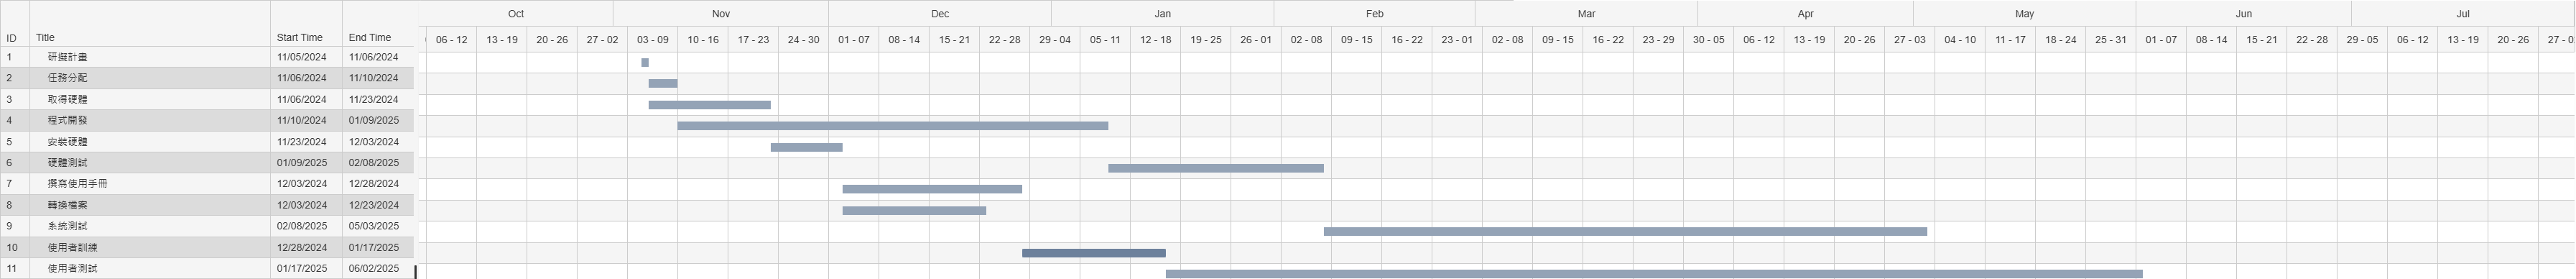 Oct Nov Dec Jan Feb Mar Apr May Jun Jul
ID Title Start Time End Time 06 - 12 13 - 19 20 - 26 27 - 02 03 - 09 10 - 16 17 - 23 24 - 30 01 - 07 08 - 14 15 - 21 22 - 28 29 - 04 05 - 11 12 - 18 19 - 25 26 - 01 02 - 08 09 - 15 16 - 22 23 - 01 02 - 08 09 - 15 16 - 22 23 - 29 30 - 05 06 - 12 13 - 19 20 - 26 27 - 03 04 - 10 11 - 17 18 - 24 25 - 31 01 - 07 08 - 14 15 - 21 22 - 28 29 - 05 06 - 12 13 - 19 20 - 26 27 - 0
1 研擬計畫 11/05/2024 11/06/2024
2 任務分配 11/06/2024 11/10/2024
3 取得硬體 11/06/2024 11/23/2024
4 程式開發 11/10/2024 01/09/2025
5 安裝硬體 11/23/2024 12/03/2024
6 硬體測試 01/09/2025 02/08/2025
7 撰寫使用手冊 12/03/2024 12/28/2024
8 轉換檔案 12/03/2024 12/23/2024
9 系統測試 02/08/2025 05/03/2025
10 使用者訓練 12/28/2024 01/17/2025
11 使用者測試 01/17/2025 06/02/2025